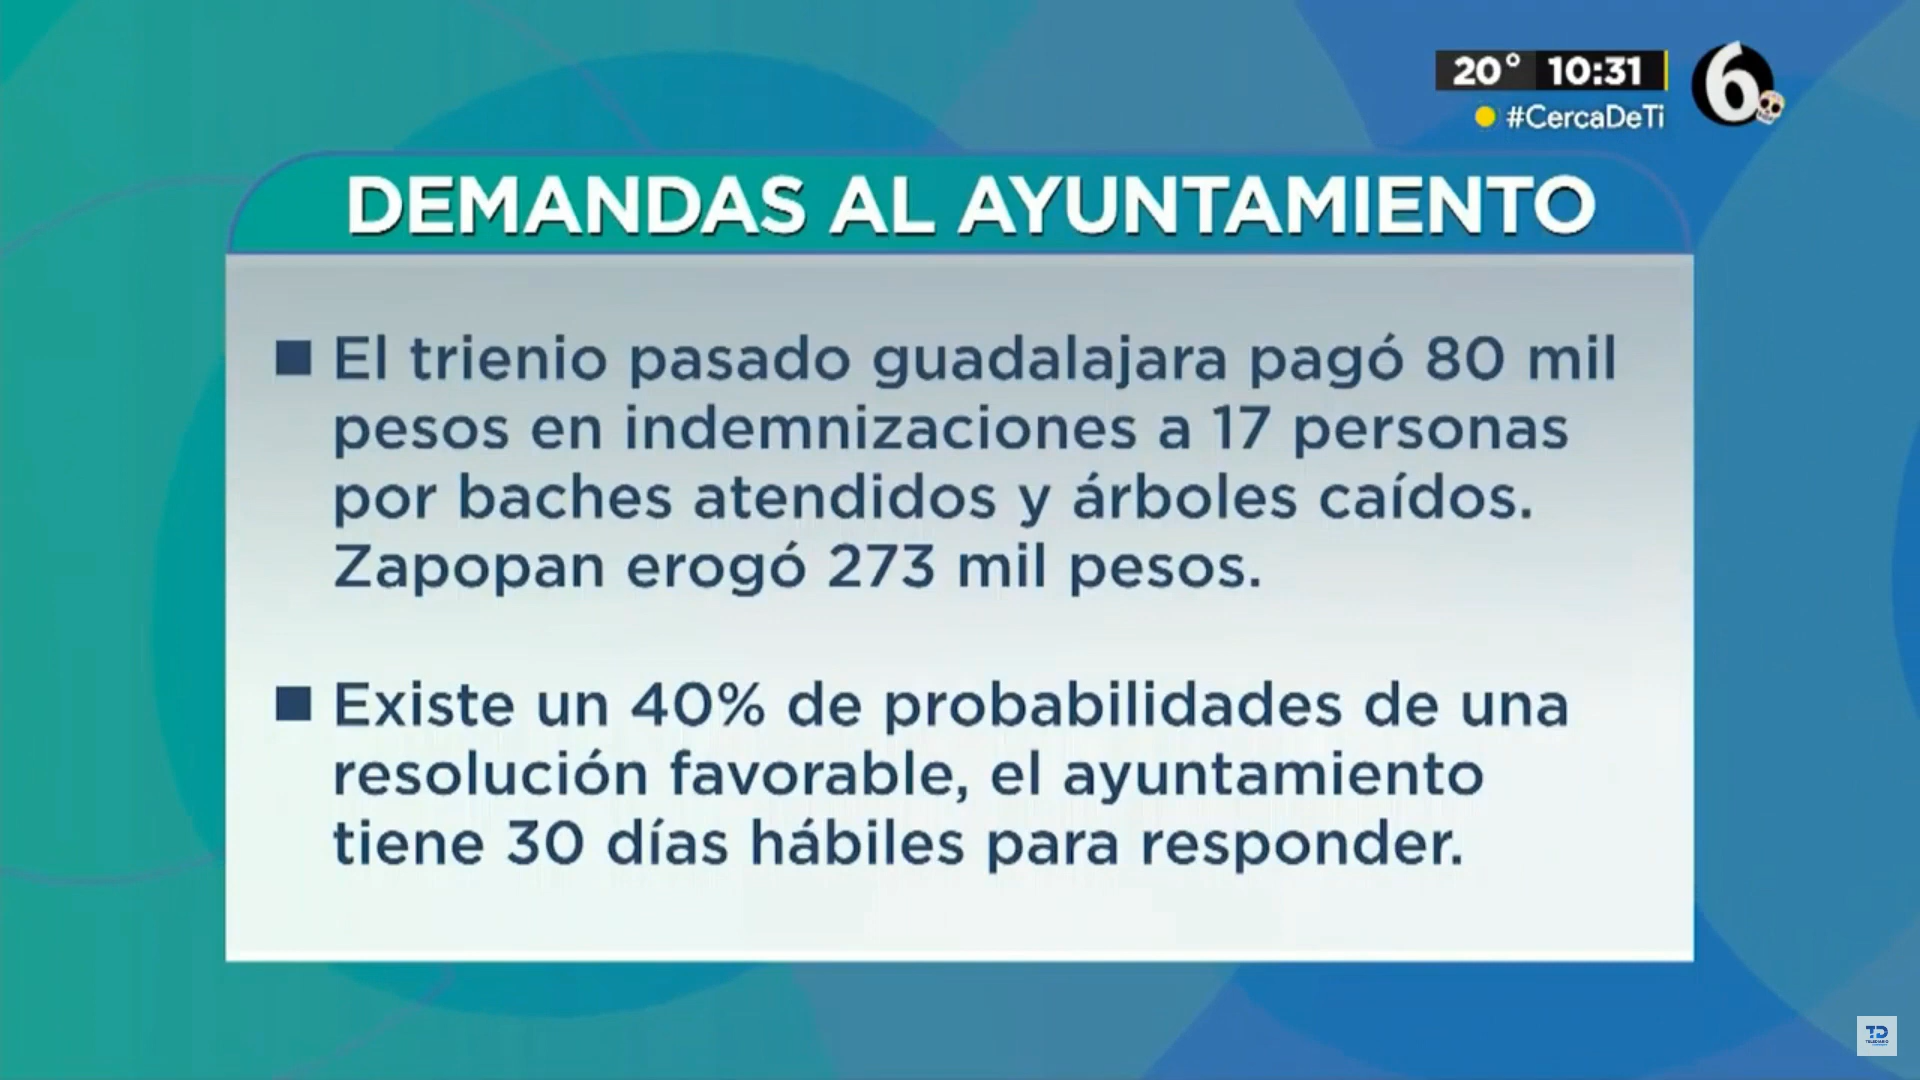 20° 10:31
#CercaDeTi
6
DEMANDAS AL AYUNTAMIENTO
El trienio pasado guadalajara pagó 80 mil
pesos en indemnizaciones a 17 personas
por baches atendidos y árboles caídos.
Zapopan erogó 273 mil pesos.
Existe un 40% de probabilidades de una
resolución favorable, el ayuntamiento
tiene 30 días hábiles para responder.
TD
TELEDIARIO